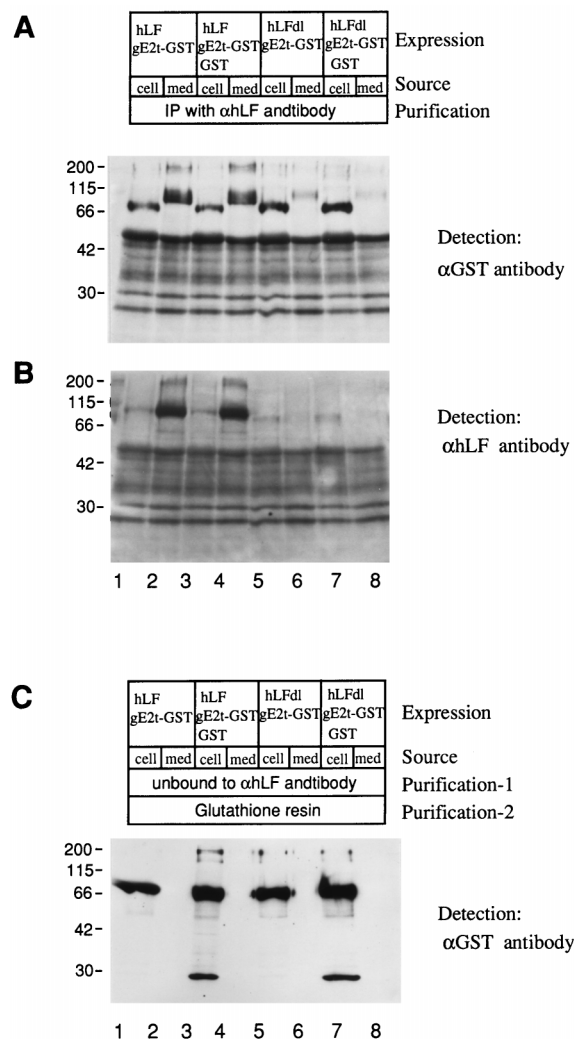 A
hLF gE2t-GST
hLF gE2t-GST GST
hLFdl gE2t-GST
hLFdl gE2t-GST GST
Expression
cell med cell med cell med cell med
Source
IP with αhLF andtibody
Purification
200-
115-
66-
42-
30-
Detection:
αGST antibody
B
200-
115-
66-
42-
30-
Detection:
αhLF antibody
1 2 3 4 5 6 7 8
C
hLF gE2t-GST
hLF gE2t-GST GST
hLFdl gE2t-GST
hLFdl gE2t-GST GST
Expression
cell med cell med cell med cell med
Source
unbound to αhLF andtibody
Purification-1
Glutathione resin
Purification-2
200-
115-
66-
42-
30-
Detection:
αGST antibody
1 2 3 4 5 6 7 8